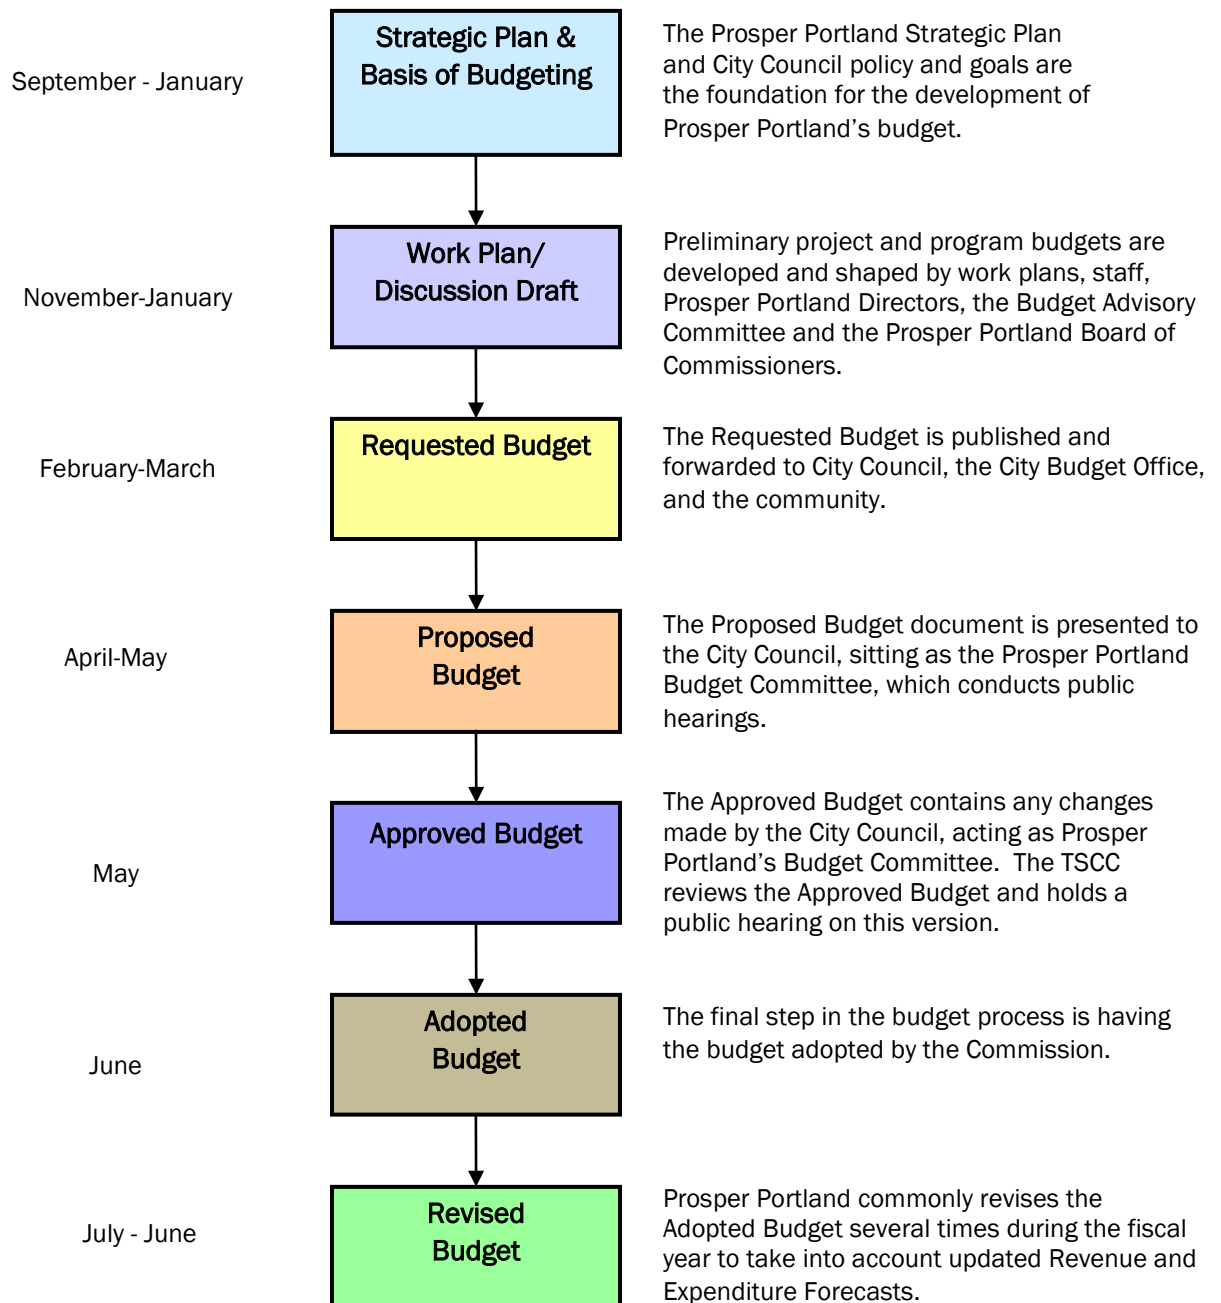 September - January
Strategic Plan &
Basis of Budgeting
The Prosper Portland Strategic Plan
and City Council policy and goals are
the foundation for the development of
Prosper Portland’s budget.
November-January
Work Plan/
Discussion Draft
Preliminary project and program budgets are
developed and shaped by work plans, staff,
Prosper Portland Directors, the Budget Advisory
Committee and the Prosper Portland Board of
Commissioners.
February-March
Requested Budget
The Requested Budget is published and
forwarded to City Council, the City Budget Office,
and the community.
April-May
Proposed
Budget
The Proposed Budget document is presented to
the City Council, sitting as the Prosper Portland
Budget Committee, which conducts public
hearings.
May
Approved Budget
The Approved Budget contains any changes
made by the City Council, acting as Prosper
Portland’s Budget Committee.  The TSCC
reviews the Approved Budget and holds a
public hearing on this version.
June
Adopted
Budget
The final step in the budget process is having
the budget adopted by the Commission.
July - June
Revised
Budget
Prosper Portland commonly revises the
Adopted Budget several times during the fiscal
year to take into account updated Revenue and
Expenditure Forecasts.